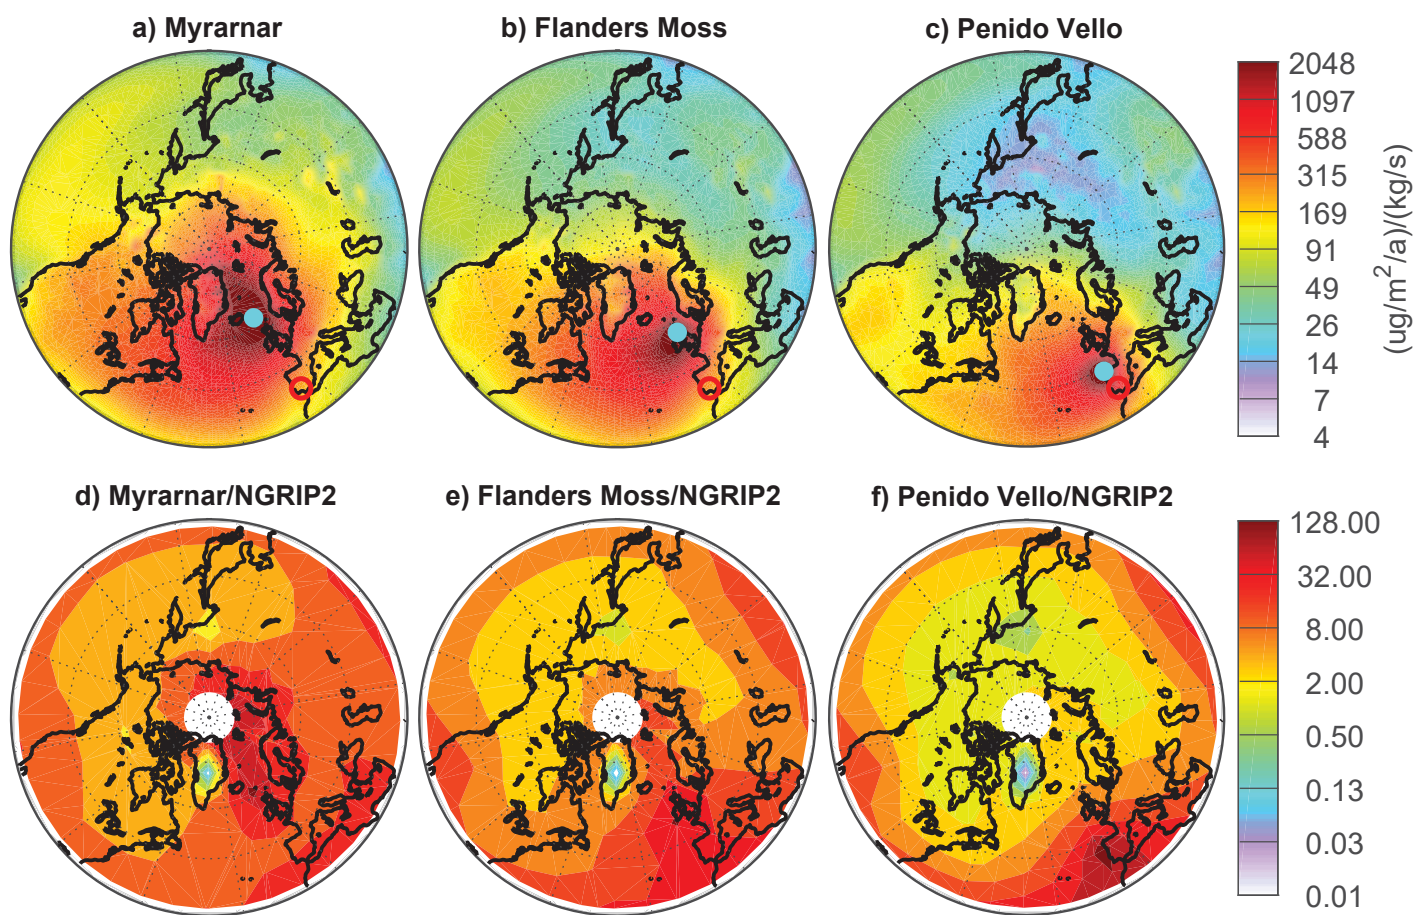 a) Myrarnar
b) Flanders Moss
c) Penido Vello
2048
1097
588
315
169
91
49
26
14
7
4
(ug/m²/a)/(kg/s)
d) Myrarnar/NGRIP2
e) Flanders Moss/NGRIP2
f) Penido Vello/NGRIP2
128.00
32.00
8.00
2.00
0.50
0.13
0.03
0.01